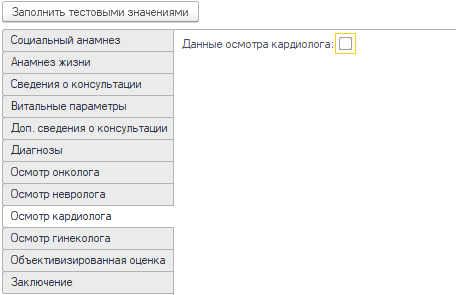 Заполнить тестовыми значениями
Социальный анамнез
Данные осмотра кардиолога:
Анамнез жизни
Сведения о консультации
Витальные параметры
Доп. сведения о консультации
Диагнозы
Осмотр онколога
Осмотр невролога
Осмотр кардиолога
Осмотр гинеколога
Объективизированная оценка
Заключение